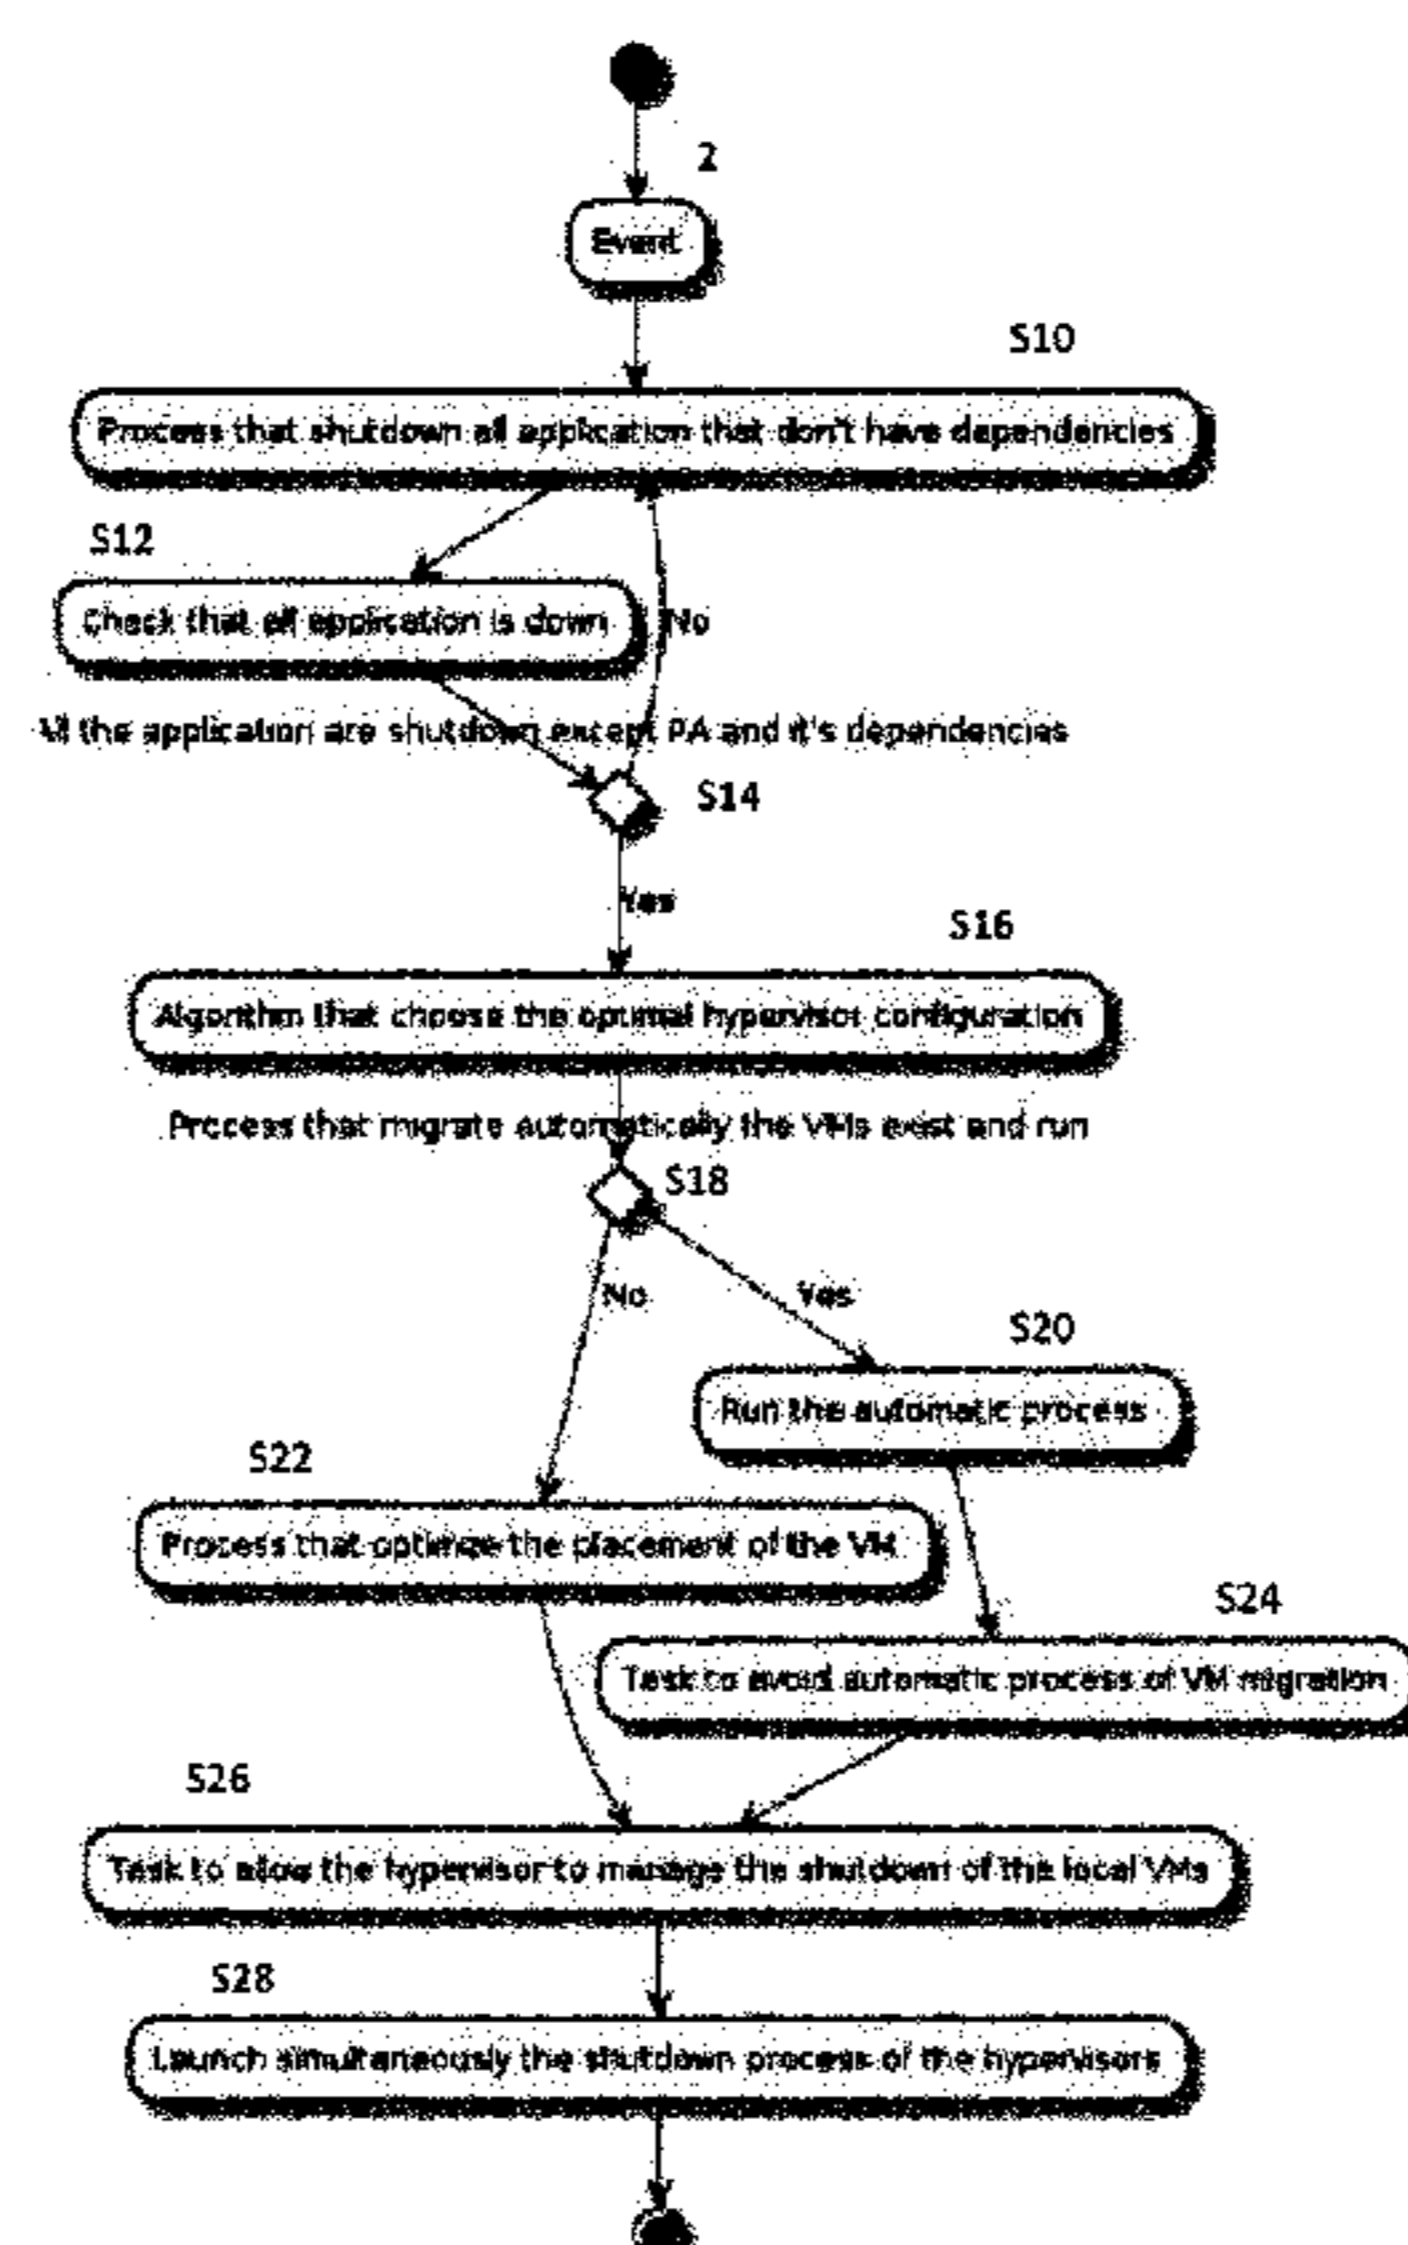 2
Event
S10
Process that shutdown all application that don't have dependencies
S12
Check that all application is down
No
All the application are shutdown except PA and it's dependencies
S14
Yes
S16
Algorithm that choose the optimal hypervisor configuration
Process that migrate automatically the VMs exist and run
S18
No
Yes
S20
Run the automatic process
S22
Process that optimize the placement of the VM
S24
Task to avoid automatic process of VM migration
S26
Task to allow the hypervisor to manage the shutdown of the local VMs
S28
Launch simultaneously the shutdown process of the hypervisors